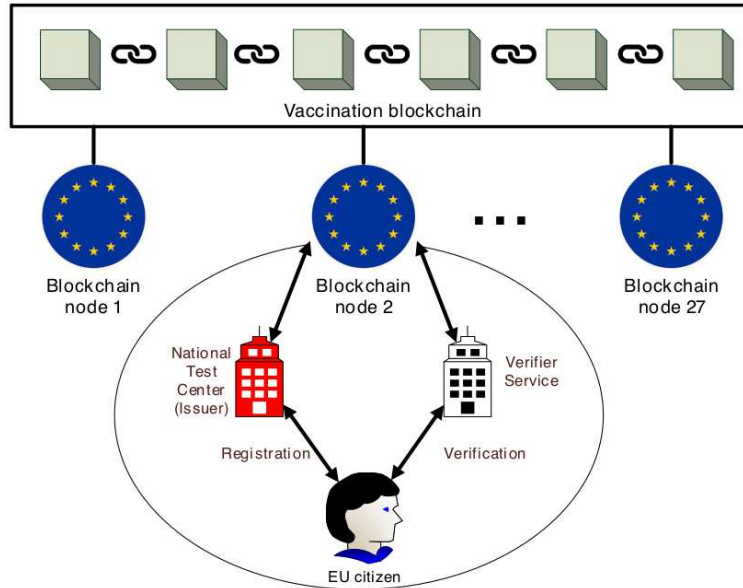 Vaccination blockchain
Blockchain
node 1
Blockchain
node 2
...
Blockchain
node 27
National
Test
Center
(Issuer)
Verifier
Service
Registration
Verification
EU citizen